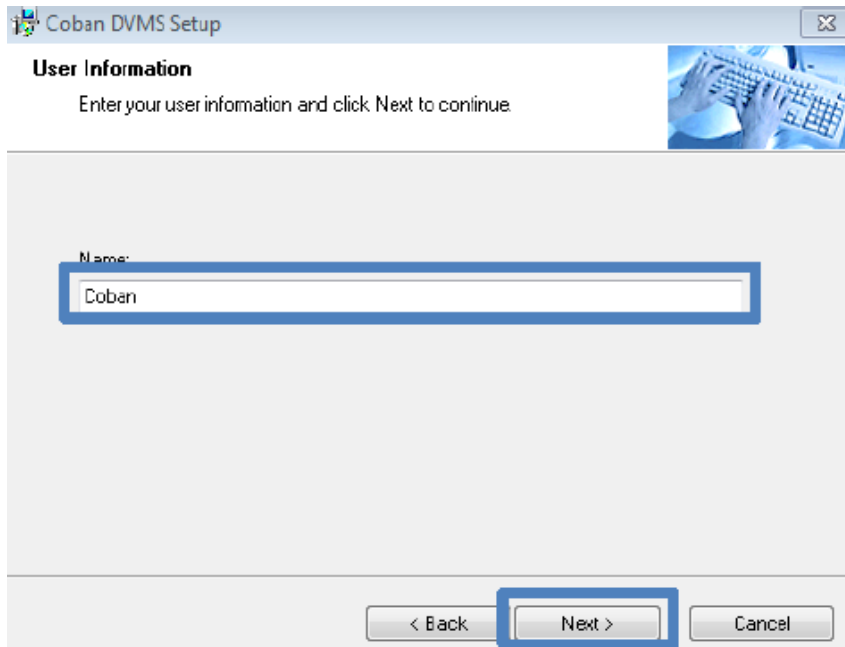 Coban DVMS Setup
User Information
Enter your user information and click Next to continue.
Name:
Coban
< Back
Next >
Cancel